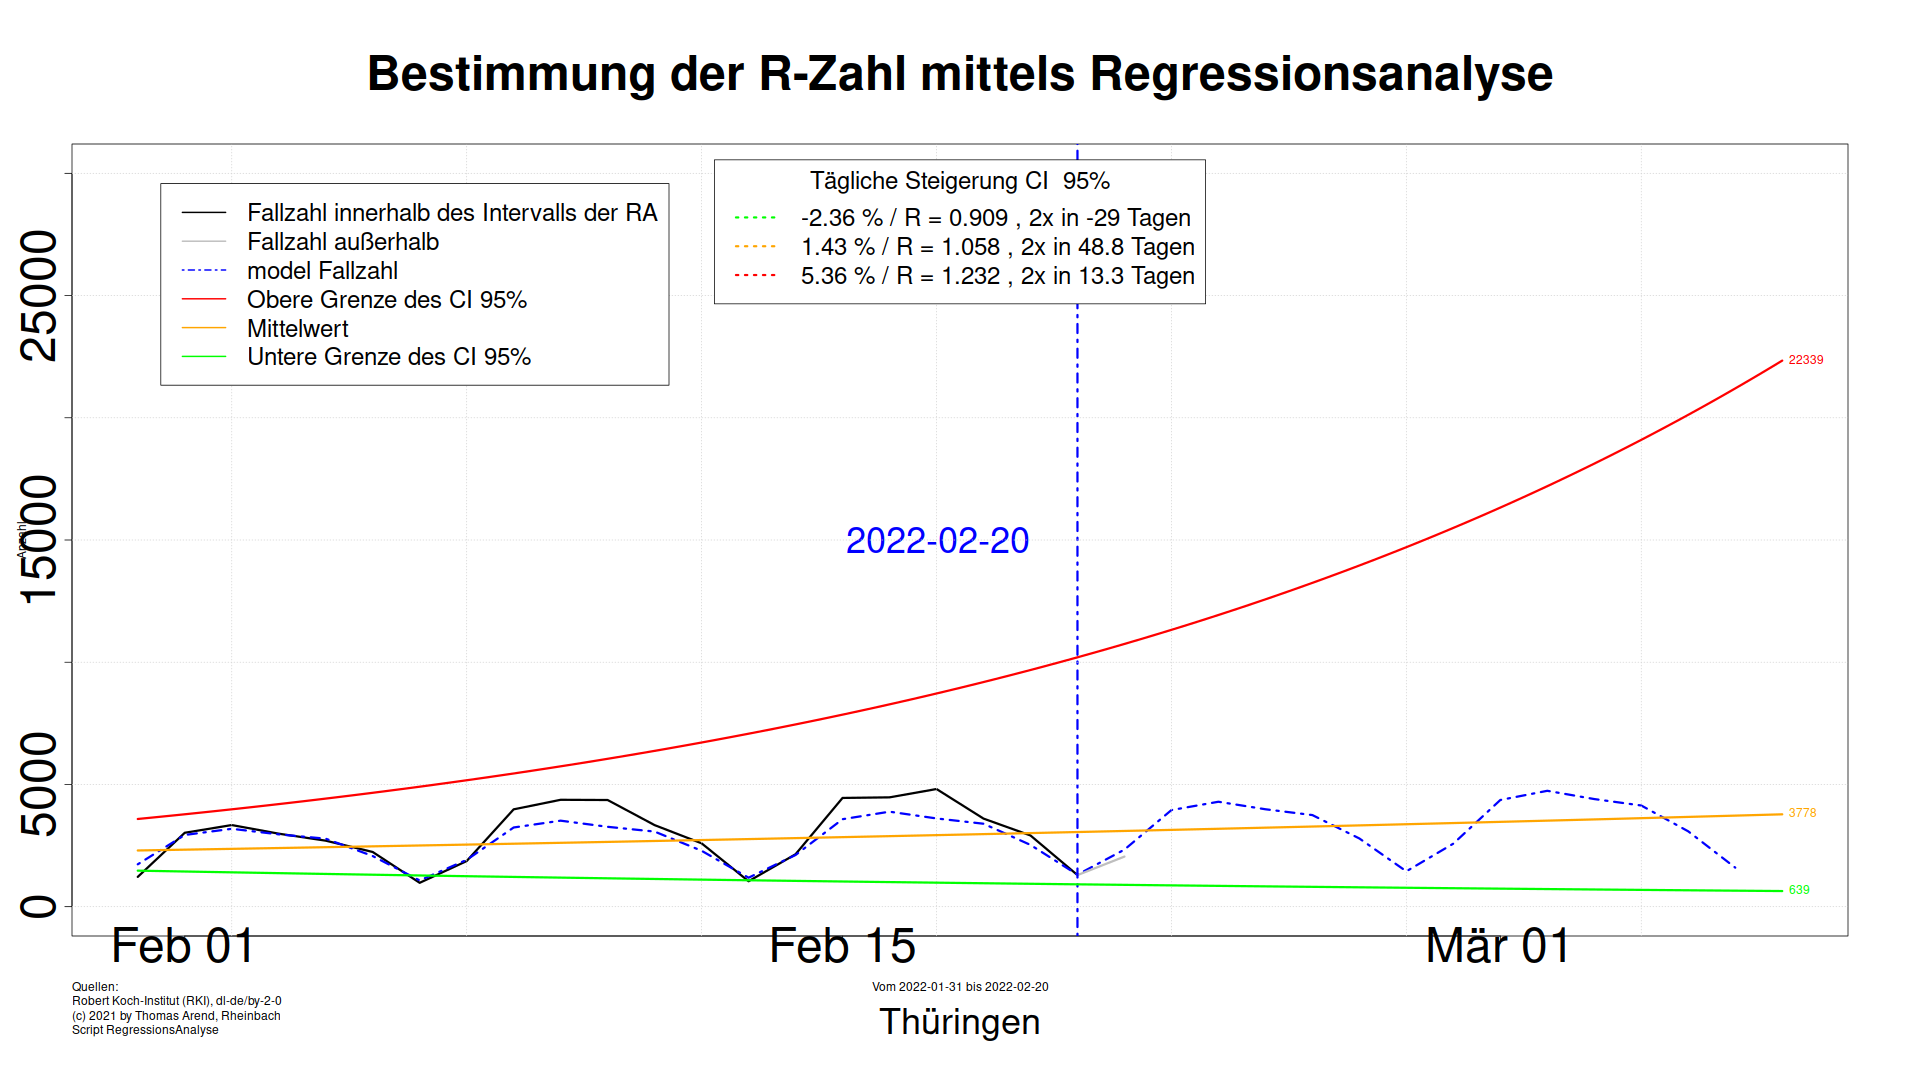 Bestimmung der R-Zahl mittels Regressionsanalyse
Fallzahl innerhalb des Intervalls der RA
Fallzahl außerhalb
model Fallzahl
Obere Grenze des CI 95%
Mittelwert
Untere Grenze des CI 95%
Tägliche Steigerung CI  95%
-2.36 % / R = 0.909 , 2x in -29 Tagen
1.43 % / R = 1.058 , 2x in 48.8 Tagen
5.36 % / R = 1.232 , 2x in 13.3 Tagen
25000
15000
5000
0
Anzahl
2022-02-20
22339
3778
639
Feb 01
Feb 15
Mär 01
Quellen:
Robert Koch-Institut (RKI), dl-de/by-2-0
(c) 2021 by Thomas Arend, Rheinbach
Script RegressionsAnalyse
Vom 2022-01-31 bis 2022-02-20
Thüringen